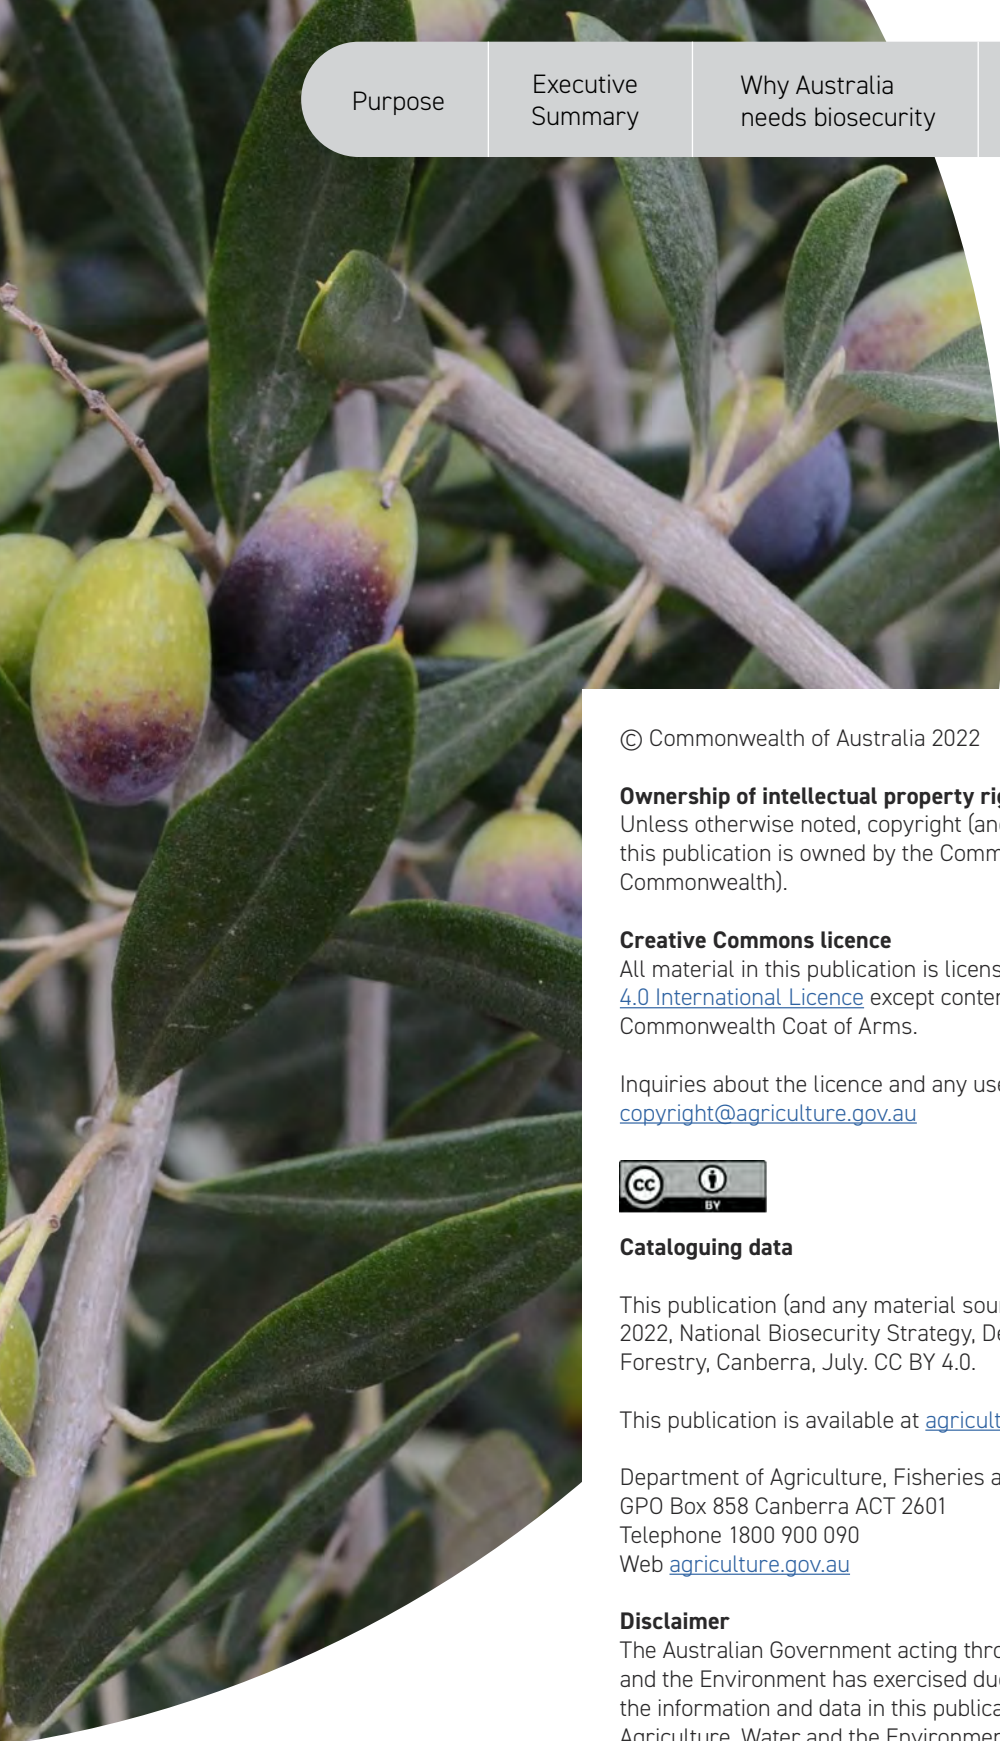 Purpose
Executive
Summary
Why Australia
needs biosecurity
© Commonwealth of Australia 2022
Ownership of intellectual property
Unless otherwise noted, copyright
this publication is owned by the
Commonwealth).
Creative Commons licence
All material in this publication is
4.0 International Licence except
Commonwealth Coat of Arms.
Inquiries about the licence and any
copyright@agriculture.gov.au
cc
BY
Cataloguing data
This publication (and any material
2022, National Biosecurity Strategy,
Forestry, Canberra, July. CC BY 4.0.
This publication is available at
Department of Agriculture, Fisheries
GPO Box 858 Canberra ACT 2601
Telephone 1800 900 090
Web agriculture.gov.au
Disclaimer
The Australian Government acting
and the Environment has exercised
the information and data in this
Agriculture, Water and the